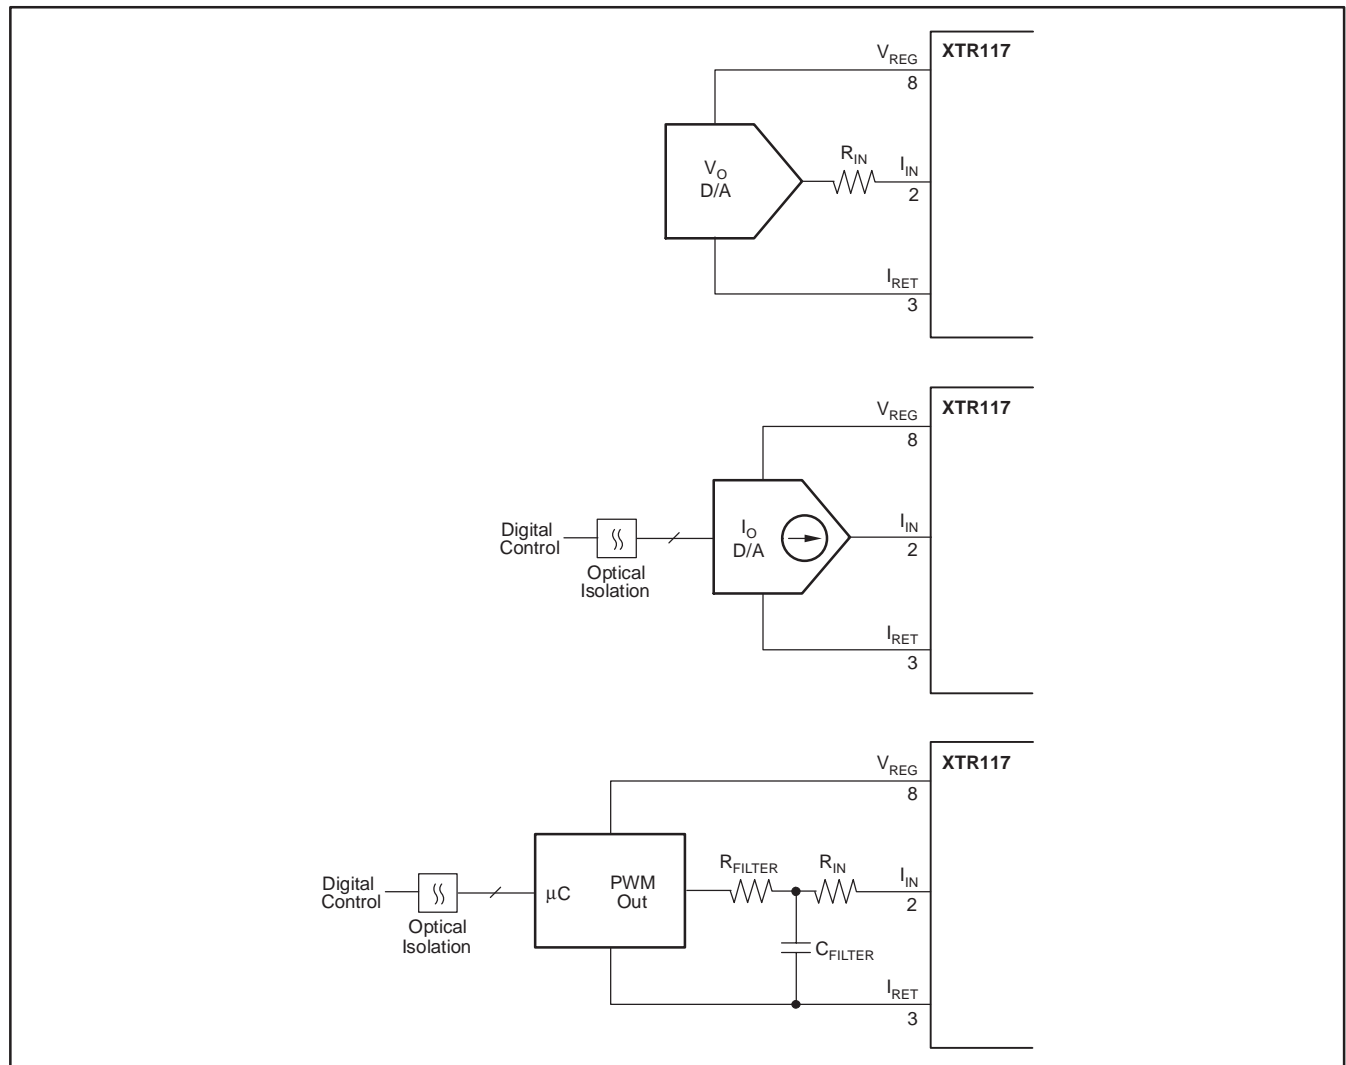 V_REG
XTR117
8
V_O
D/A
R_IN
I_IN
2
I_RET
3
V_REG
XTR117
8
Digital
Control
Optical
Isolation
I_O
D/A
I_IN
2
I_RET
3
V_REG
XTR117
8
Digital
Control
Optical
Isolation
μC
PWM
Out
R_FILTER
R_IN
I_IN
2
C_FILTER
I_RET
3